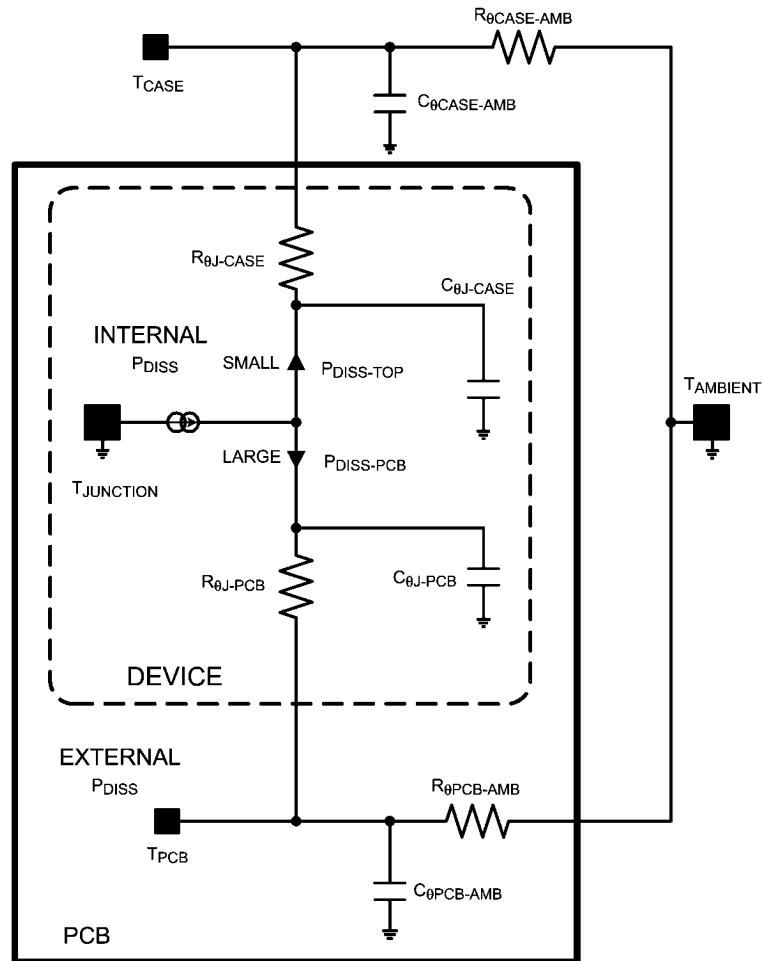 RθCASE-AMB
TCASE
CθCASE-AMB
RθJ-CASE
CθJ-CASE
INTERNAL
PDISS
SMALL
PDISS-TOP
TAMBIENT
LARGE
PDISS-PCB
TJUNCTION
RθJ-PCB
CθJ-PCB
DEVICE
EXTERNAL
PDISS
RθPCB-AMB
TPCB
CθPCB-AMB
PCB